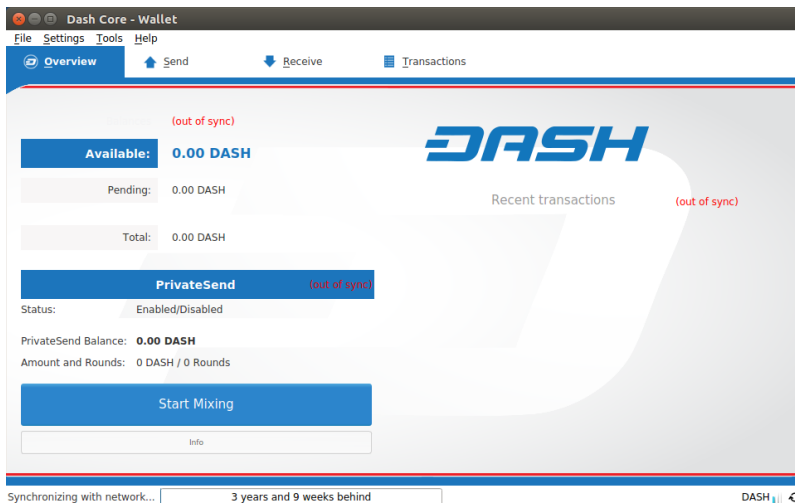 Dash Core - Wallet
File Settings Tools Help
Overview Send Receive Transactions
(out of sync)
Available: 0.00 DASH
Pending: 0.00 DASH
Total: 0.00 DASH
PrivateSend (out of sync)
Status: Enabled/Disabled
PrivateSend Balance: 0.00 DASH
Amount and Rounds: 0 DASH / 0 Rounds
Start Mixing
Info
DASH
Recent transactions (out of sync)
Synchronizing with network... 3 years and 9 weeks behind DASH